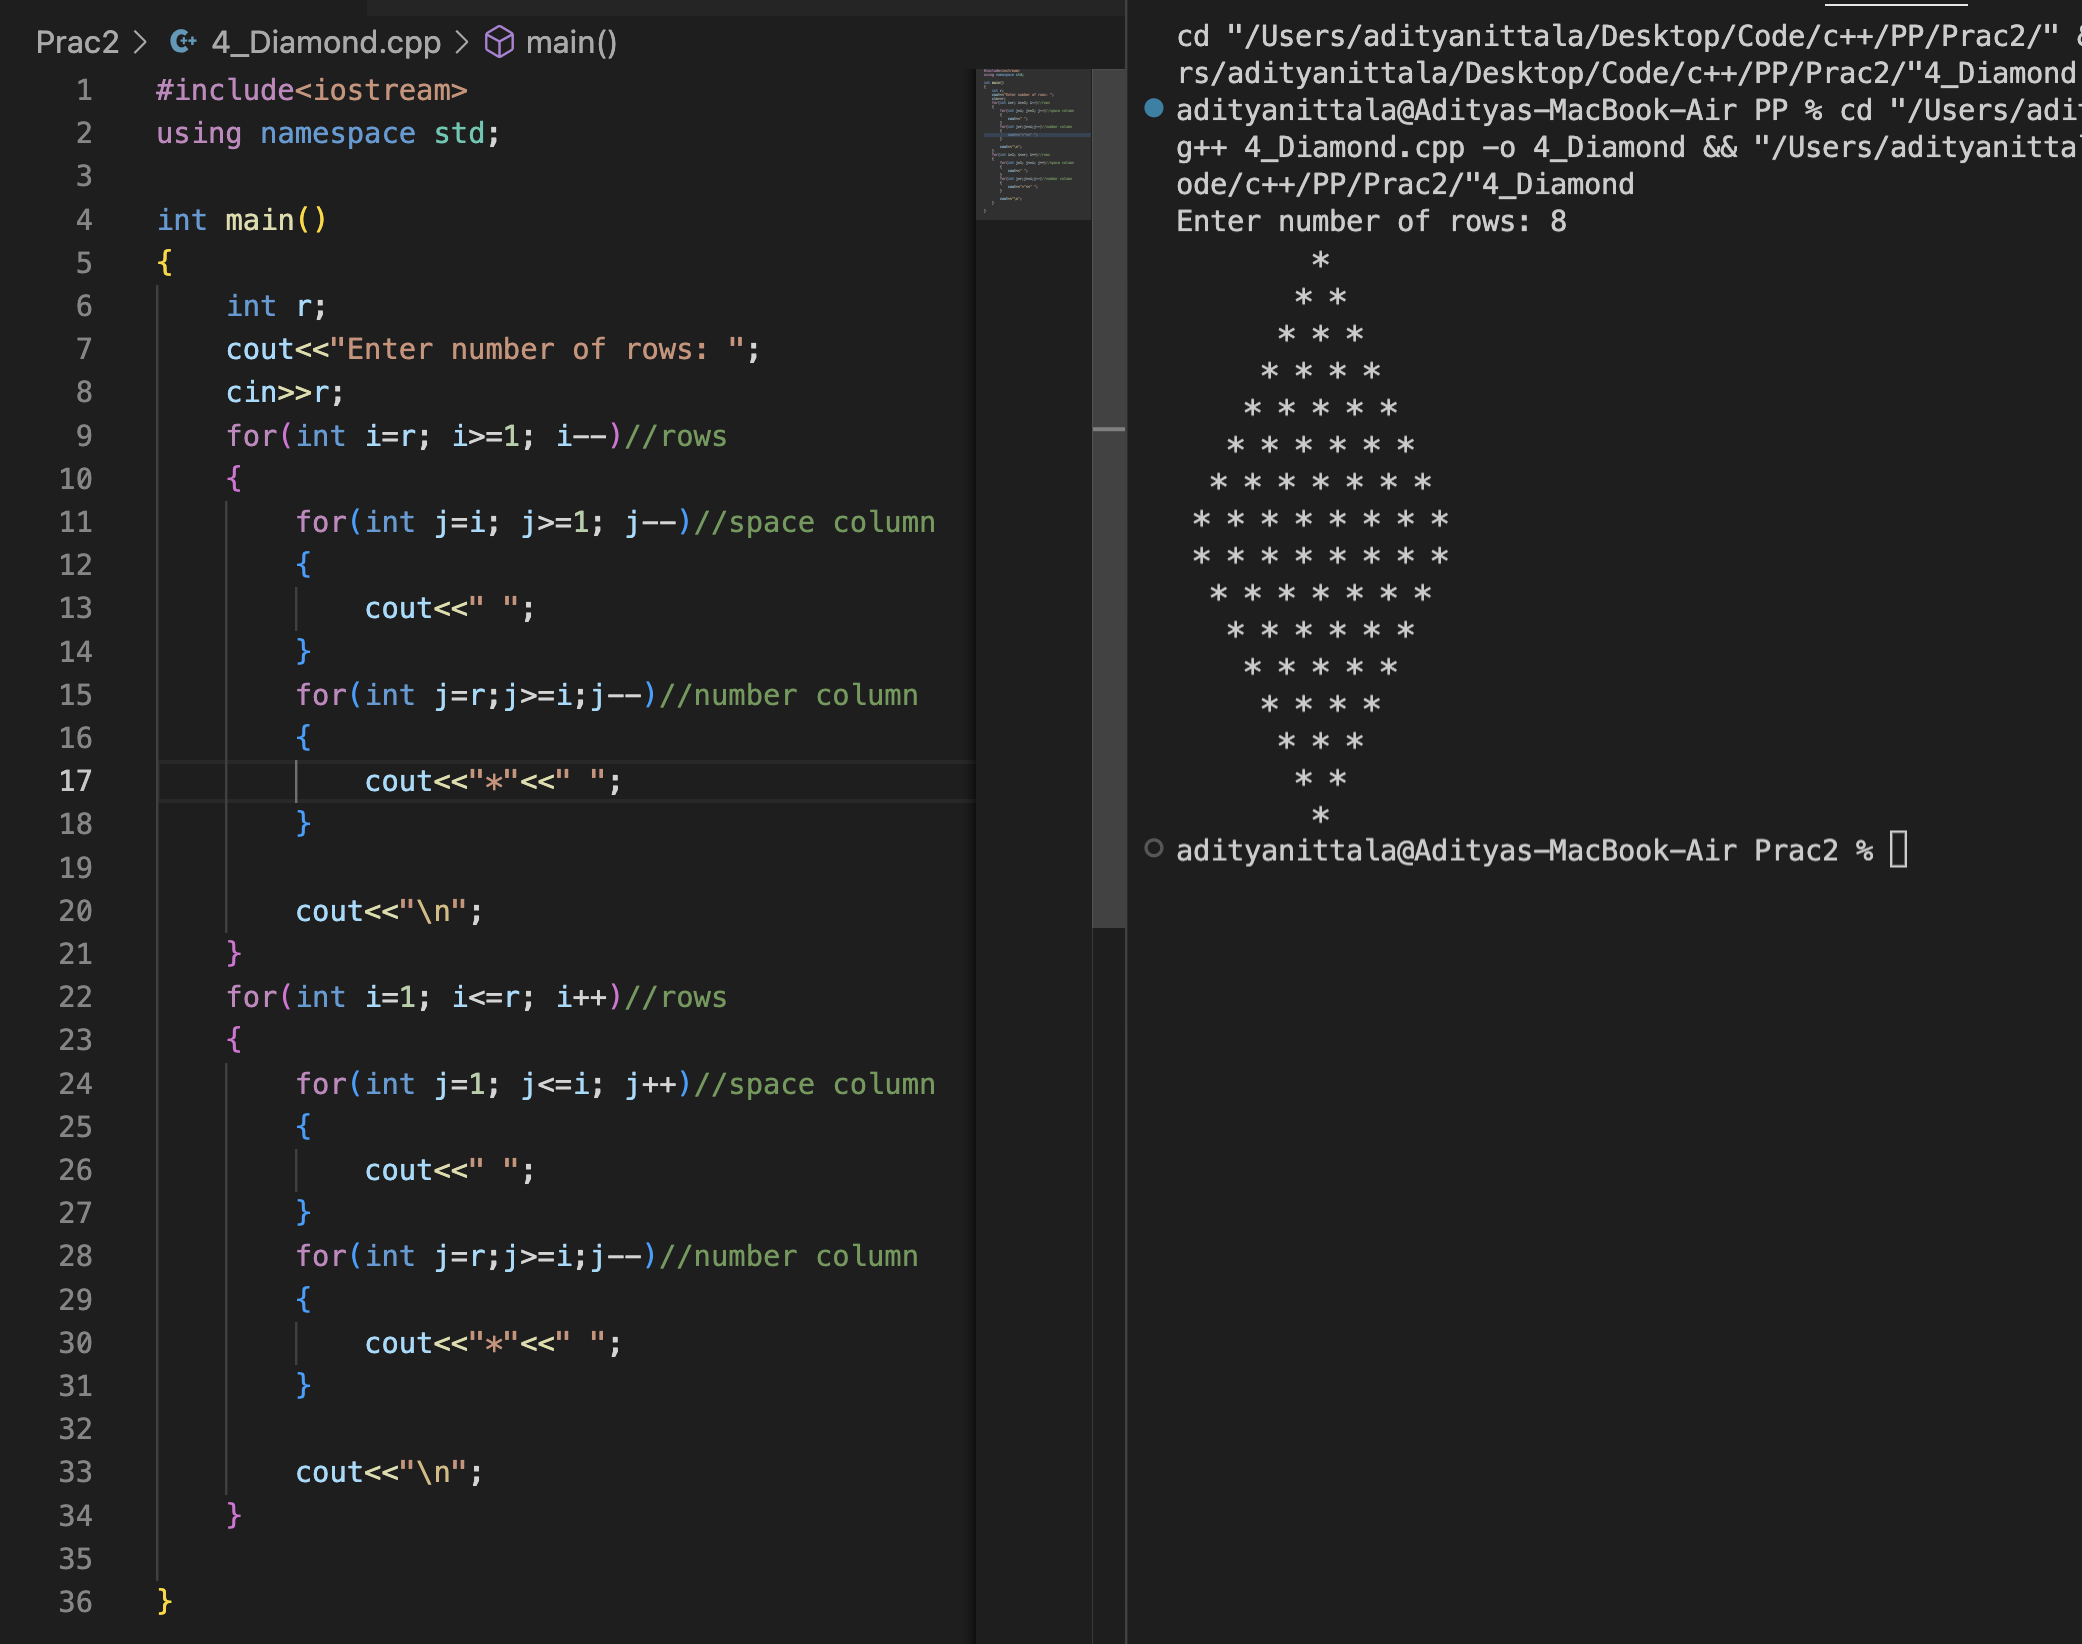 Prac2 > 4_Diamond.cpp > main()
1 #include<iostream>
2 using namespace std;
3
4 int main()
5 {
6     int r;
7     cout<<"Enter number of rows: ";
8     cin>>r;
9     for(int i=r; i>=1; i--)//rows
10     {
11         for(int j=i; j>=1; j--)//space column
12         {
13             cout<<" ";
14         }
15         for(int j=r;j>=i;j--)//number column
16         {
17             cout<<"*"<<" ";
18         }
19
20         cout<<"\n";
21     }
22     for(int i=1; i<=r; i++)//rows
23     {
24         for(int j=1; j<=i; j++)//space column
25         {
26             cout<<" ";
27         }
28         for(int j=r;j>=i;j--)//number column
29         {
30             cout<<"*"<<" ";
31         }
32
33         cout<<"\n";
34     }
35
36 }
cd "/Users/adityanittala/Desktop/Code/c++/PP/Prac2/"
rs/adityanittala/Desktop/Code/c++/PP/Prac2/"4_Diamond
adityanittala@Adityas-MacBook-Air PP % cd "/Users/adit
g++ 4_Diamond.cpp -o 4_Diamond && "/Users/adityanittal
ode/c++/PP/Prac2/"4_Diamond
Enter number of rows: 8
        *
       * *
      * * *
     * * * *
    * * * * *
   * * * * * *
  * * * * * * *
 * * * * * * * *
 * * * * * * * *
  * * * * * * *
   * * * * * *
    * * * * *
     * * * *
      * * *
       * *
        *
adityanittala@Adityas-MacBook-Air Prac2 %